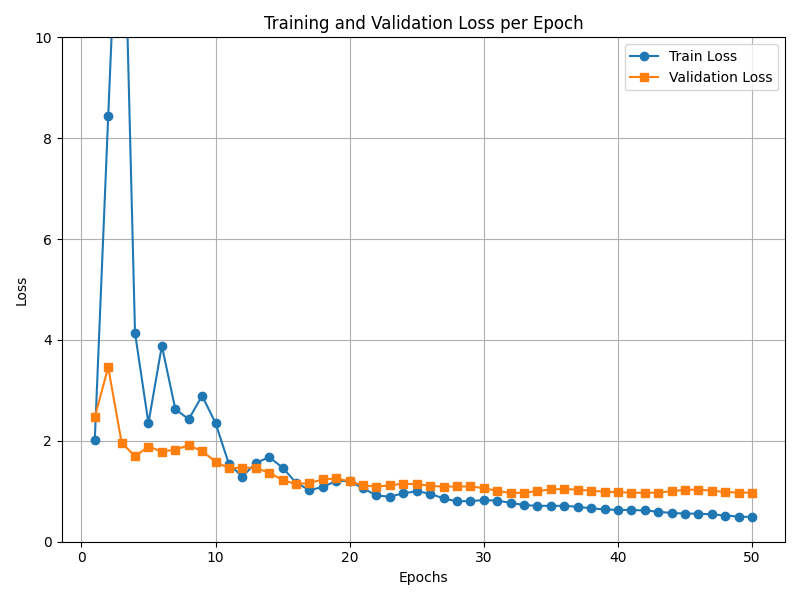 Training and Validation Loss per Epoch
Train Loss
Validation Loss
Loss
10
8
6
4
2
0
0 10 20 30 40 50
Epochs